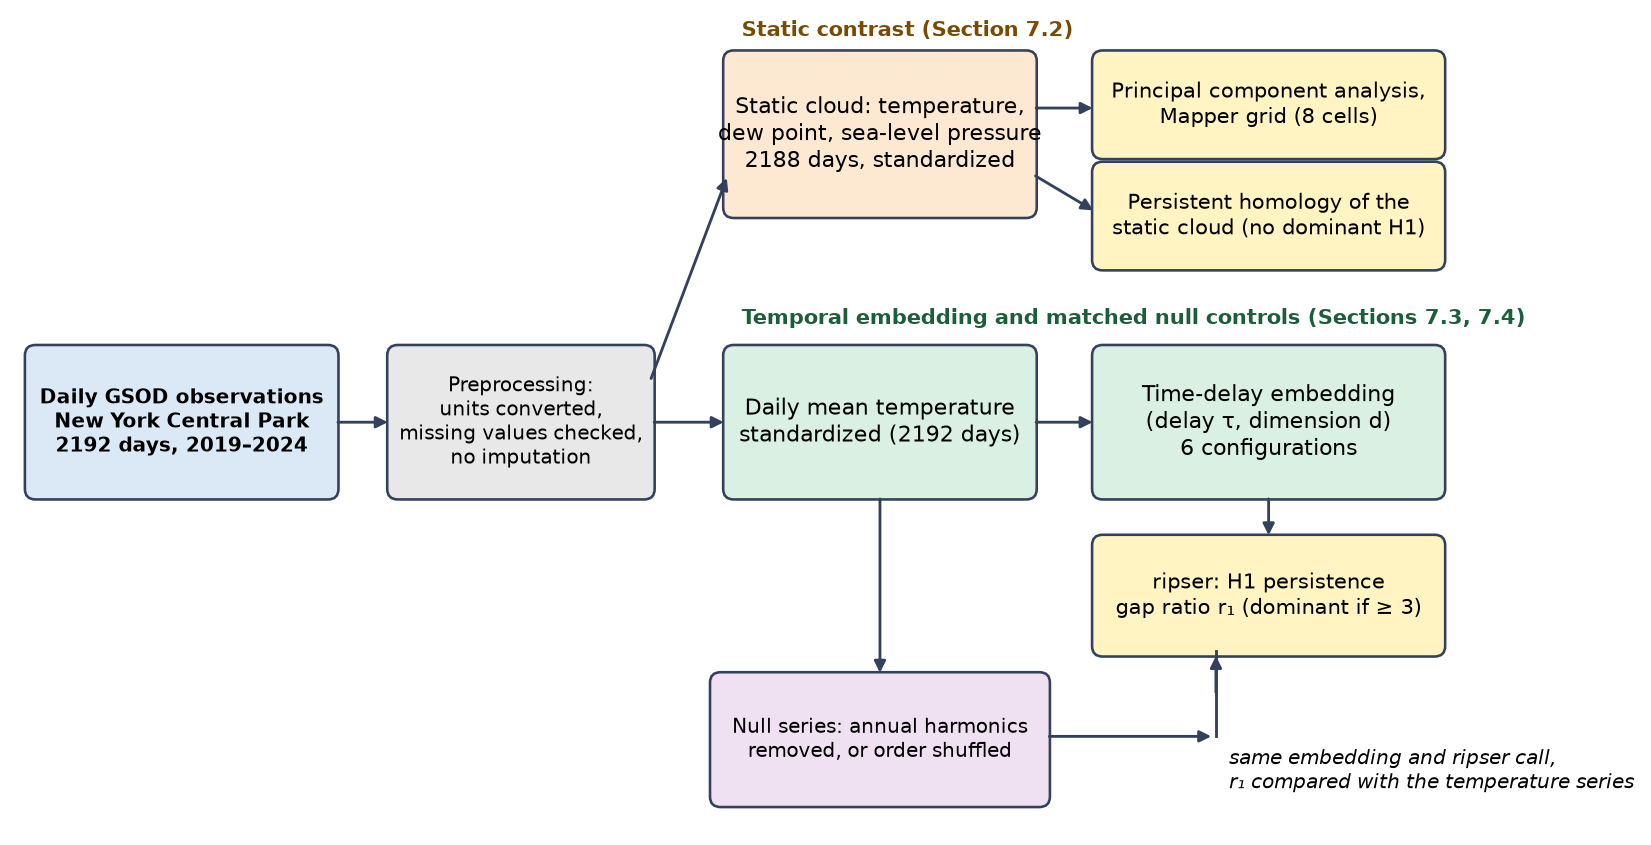 Static contrast (Section 7.2)
Static cloud: temperature,
dew point, sea-level pressure
2188 days, standardized
Principal component analysis,
Mapper grid (8 cells)
Persistent homology of the
static cloud (no dominant H1)
Temporal embedding and matched null controls (Sections 7.3, 7.4)
Daily GSOD observations
New York Central Park
2192 days, 2019–2024
Preprocessing:
units converted,
missing values checked,
no imputation
Daily mean temperature
standardized (2192 days)
Time-delay embedding
(delay τ, dimension d)
6 configurations
ripser: H1 persistence
gap ratio r₁ (dominant if ≥ 3)
Null series: annual harmonics
removed, or order shuffled
same embedding and ripser call,
r₁ compared with the temperature series